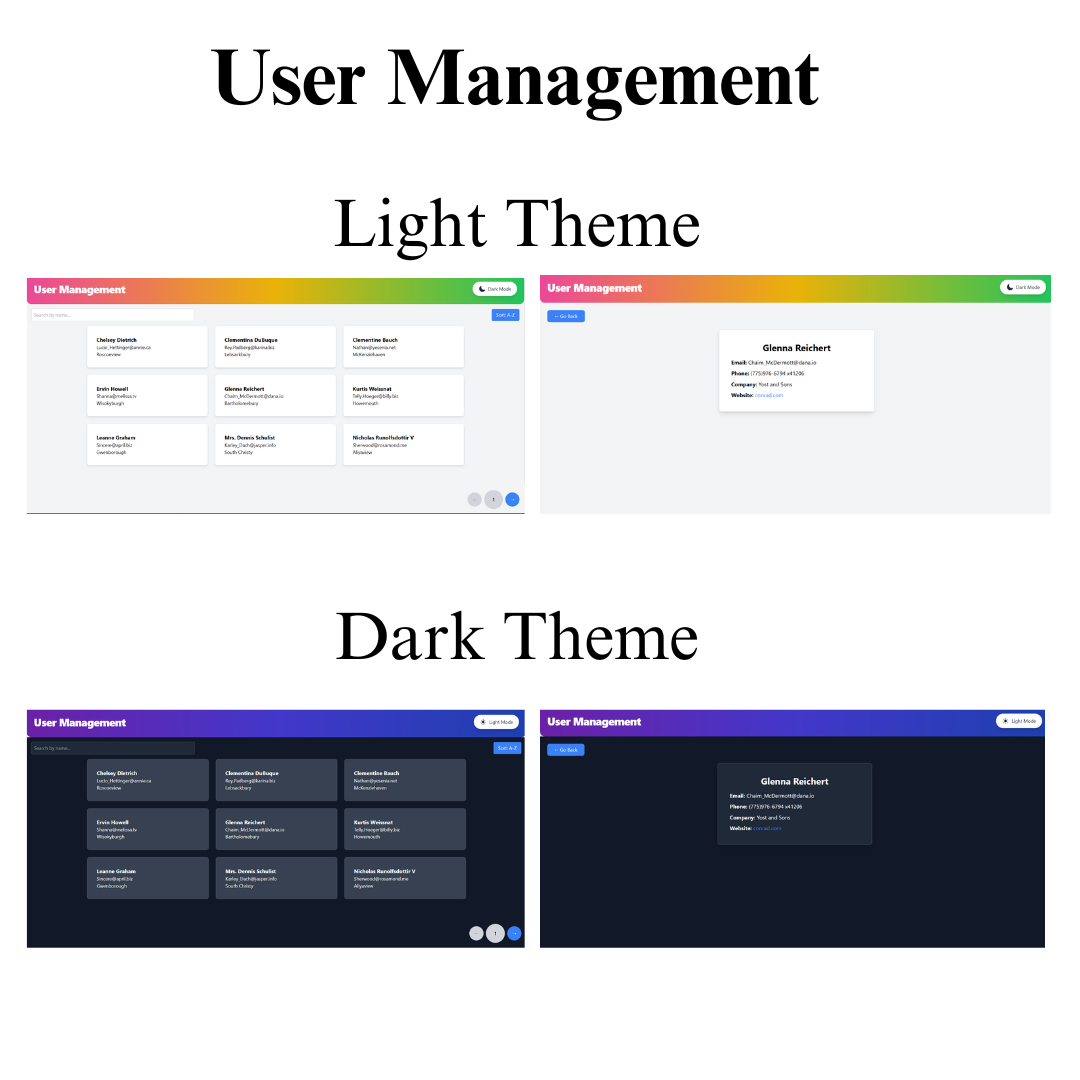 User Management
Light Theme
User Management
Dark Mode
Search by name...
Sort: A-Z
Chelsey Dietrich
Lucio_Hettinger@annie.ca
Roscoeview
Clementina DuBuque
Rey.Padberg@karina.biz
Lebsackbury
Clementine Bauch
Nathan@yesenia.net
McKenziehaven
Ervin Howell
Shanna@melissa.tv
Wisokyburgh
Glenna Reichert
Chaim_McDermott@dana.io
Bartholomebury
Kurtis Weissnat
Telly.Hoeger@billy.biz
Howemouth
Leanne Graham
Sincere@april.biz
Gwenborough
Mrs. Dennis Schulist
Karley_Dach@jasper.info
South Christy
Nicholas Runolfsdottir V
Sherwood@rosamond.me
Aliyaview
1
→
User Management
Dark Mode
← Go Back
Glenna Reichert
Email: Chaim_McDermott@dana.io
Phone: (775)976-6794 x41206
Company: Yost and Sons
Website: conrad.com
Dark Theme
User Management
Light Mode
Search by name...
Sort: A-Z
Chelsey Dietrich
Lucio_Hettinger@annie.ca
Roscoeview
Clementina DuBuque
Rey.Padberg@karina.biz
Lebsackbury
Clementine Bauch
Nathan@yesenia.net
McKenziehaven
Ervin Howell
Shanna@melissa.tv
Wisokyburgh
Glenna Reichert
Chaim_McDermott@dana.io
Bartholomebury
Kurtis Weissnat
Telly.Hoeger@billy.biz
Howemouth
Leanne Graham
Sincere@april.biz
Gwenborough
Mrs. Dennis Schulist
Karley_Dach@jasper.info
South Christy
Nicholas Runolfsdottir V
Sherwood@rosamond.me
Aliyaview
1
→
User Management
Light Mode
← Go Back
Glenna Reichert
Email: Chaim_McDermott@dana.io
Phone: (775)976-6794 x41206
Company: Yost and Sons
Website: conrad.com